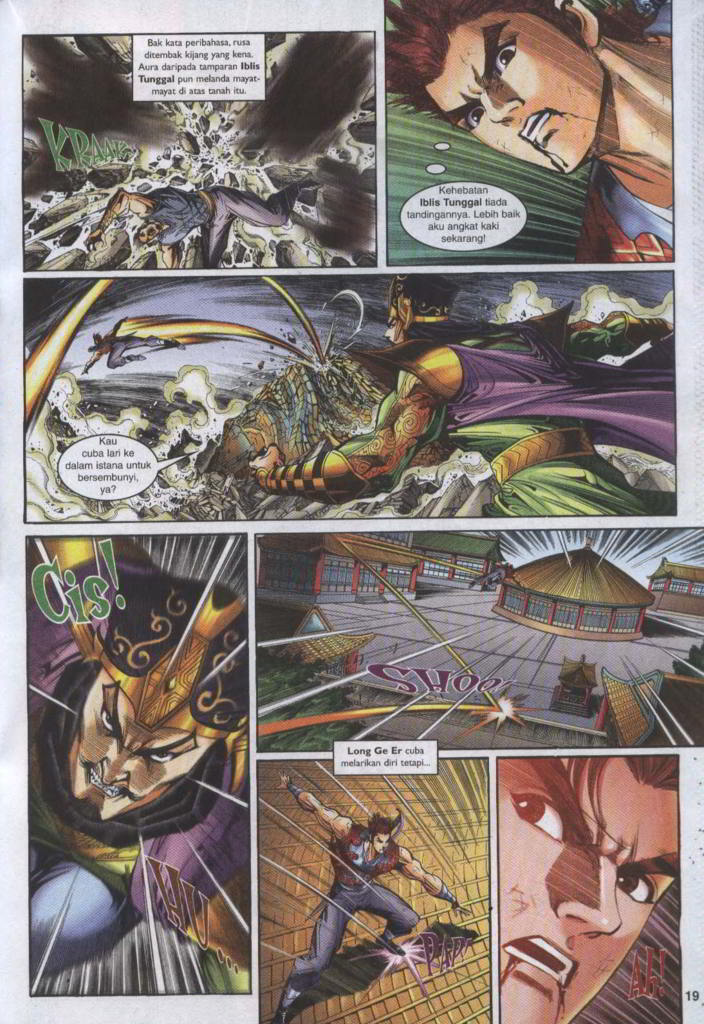 Bak kata peribahasa, rusa
ditembak kijang yang kena.
Aura daripada tamparan Iblis
Tunggal pun melanda mayat-
mayat di atas tanah itu.
KRAAK
Kehebatan
Iblis Tunggal tiada
tandingannya. Lebih baik
aku angkat kaki
sekarang!
Kau
cuba lari ke
dalam istana untuk
bersembunyi,
ya?
Cis!
HU...
SHOOP
Long Ge Er cuba
melarikan diri tetapi...
PAP!
AH!
19